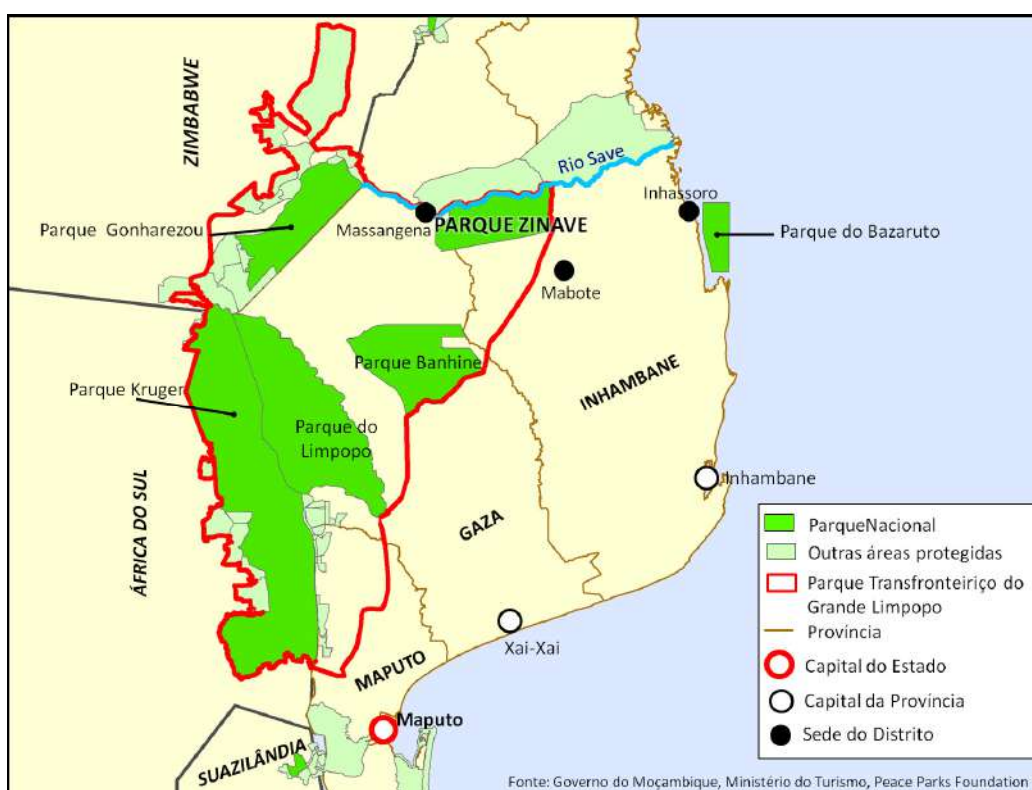 ZIMBABWE
Rio Save
Inhassoro
Parque Gonharezou
Massangena
PARQUE ZINAVE
Parque do Bazaruto
Mabote
Parque Banhine
Parque Kruger
INHAMBANE
Parque do
Limpopo
ÁFRICA DO SUL
Inhambane
GAZA
Xai-Xai
MAPUTO
Maputo
SUAZILÂNDIA
Legenda
ParqueNacional
Outras áreas protegidas
Parque Transfronteiriço do
Grande Limpopo
Província
Capital do Estado
Capital da Província
Sede do Distrito
Fonte: Governo do Moçambique, Ministério do Turismo, Peace Parks Foundation